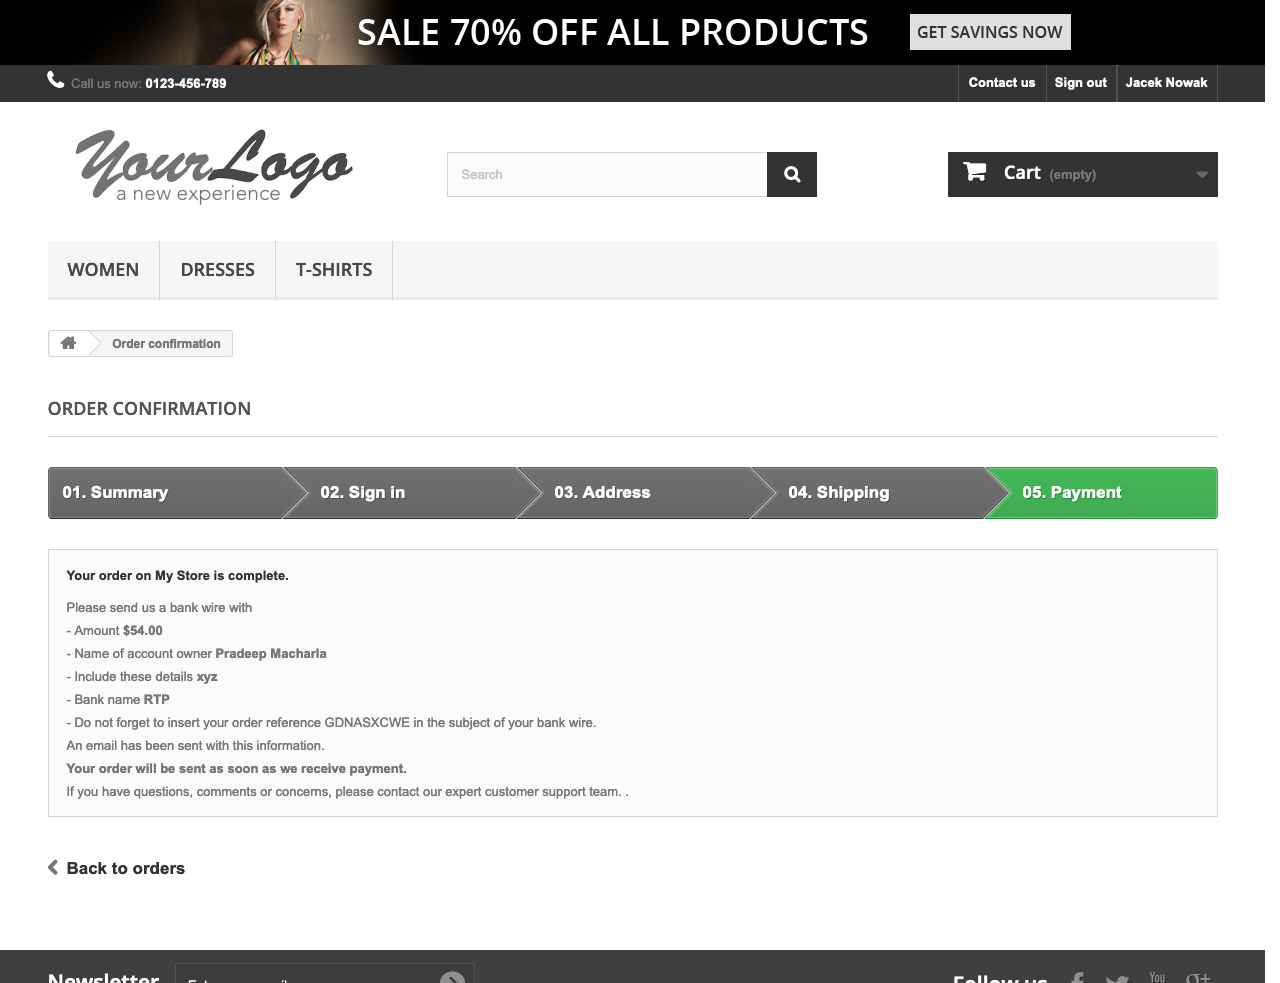 SALE 70% OFF ALL PRODUCTS GET SAVINGS NOW
Call us now: 0123-456-789 Contact us Sign out Jacek Nowak
Your Logo
a new experience
Search
Cart (empty)
WOMEN DRESSES T-SHIRTS
Order confirmation
ORDER CONFIRMATION
01. Summary 02. Sign in 03. Address 04. Shipping 05. Payment
Your order on My Store is complete.
Please send us a bank wire with
- Amount $54.00
- Name of account owner Pradeep Macharla
- Include these details xyz
- Bank name RTP
- Do not forget to insert your order reference GDNASXCWE in the subject of your bank wire.
An email has been sent with this information.
Your order will be sent as soon as we receive payment.
If you have questions, comments or concerns, please contact our expert customer support team. .
Back to orders
Newsletter Follow us You